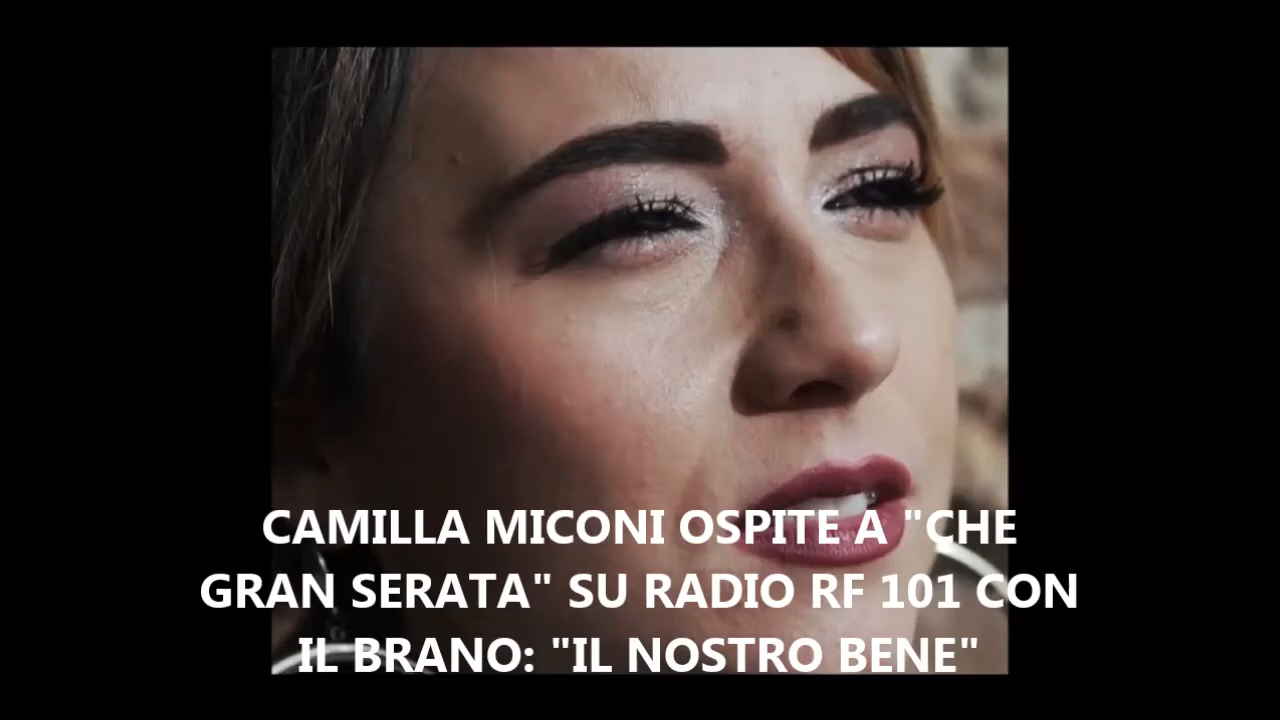 CAMILLA MICONI OSPITE A "CHE
GRAN SERATA" SU RADIO RF 101 CON
IL BRANO: "IL NOSTRO BENE"